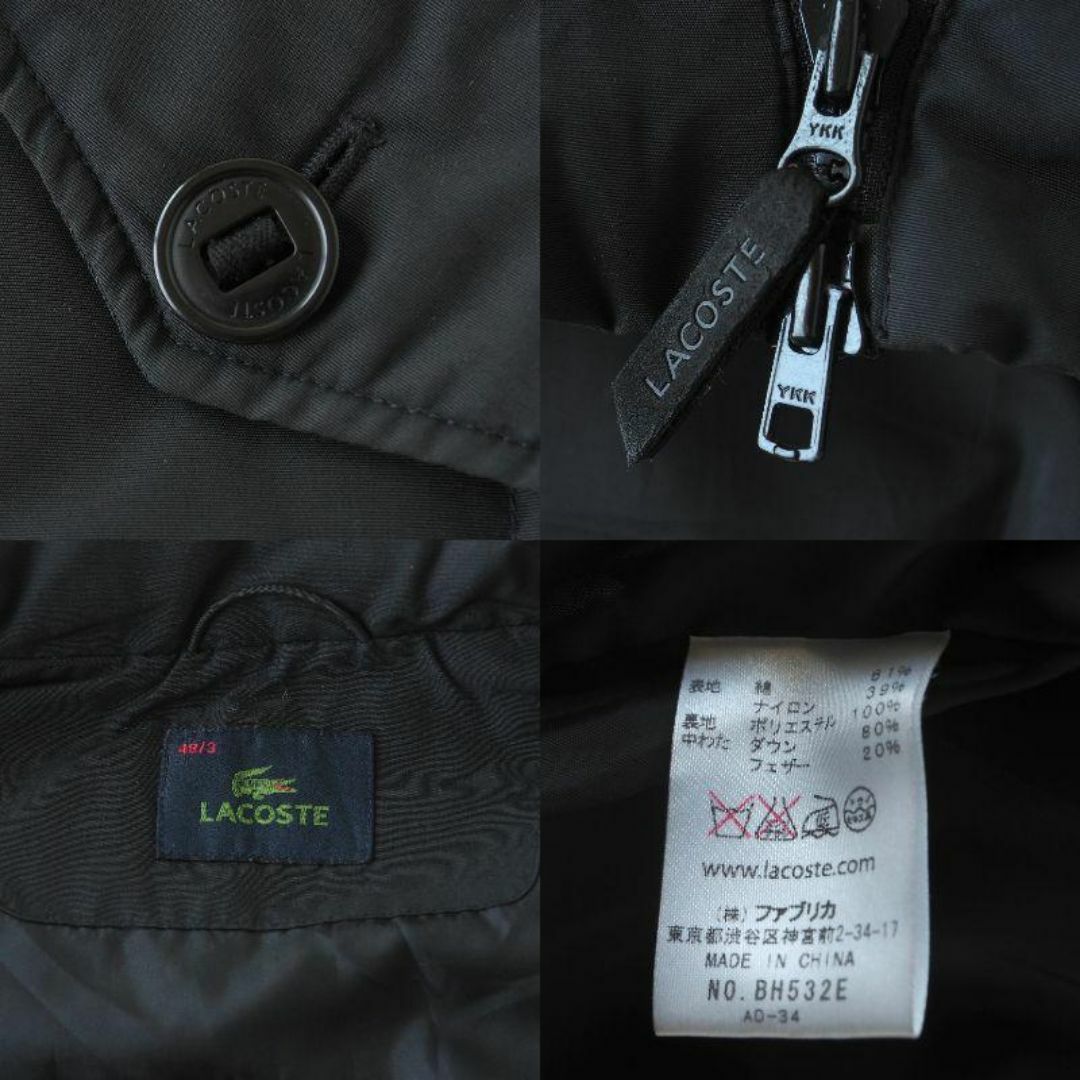 LACOSTE
LACOSTE
YKK
LACOSTE
YKK
48/3
LACOSTE
表地 綿 61%
ナイロン 39%
裏地 ポリエステル 100%
中わた ダウン 80%
フェザー 20%
www.lacoste.com
(株) ファブリカ
東京都渋谷区神宮前2-34-17
MADE IN CHINA
NO. BH532E
AD-34